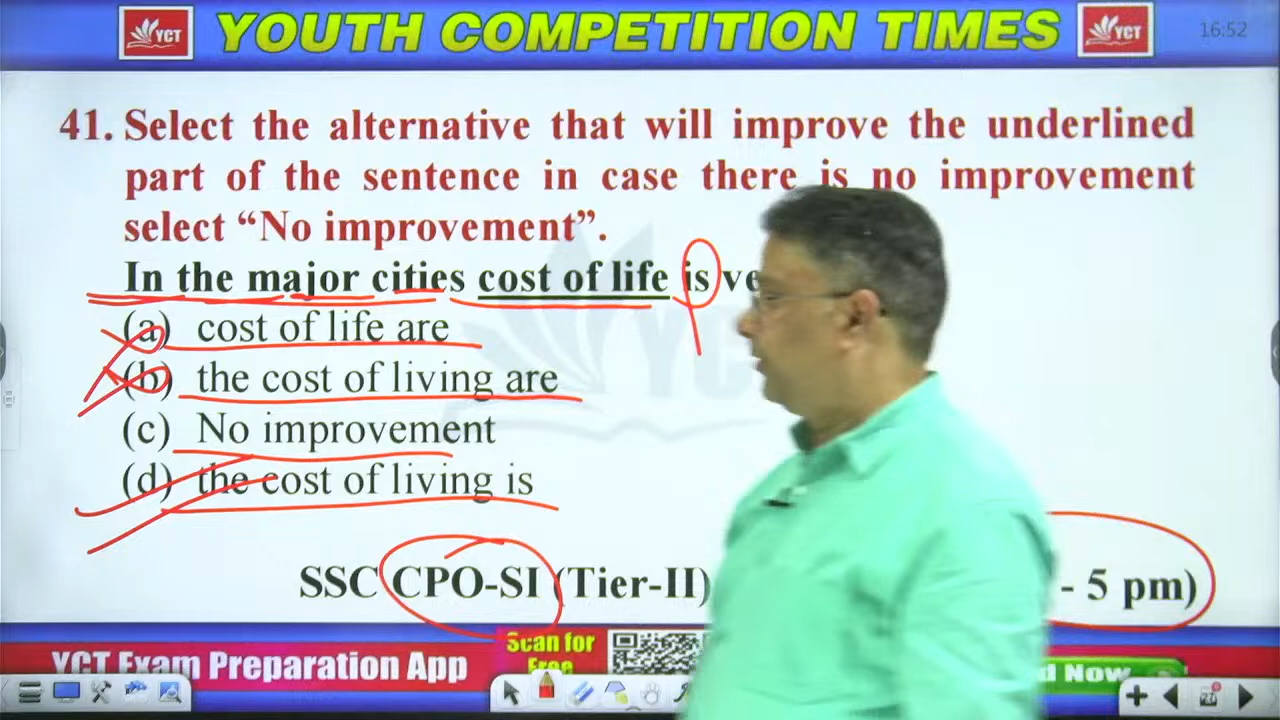 YCT
YOUTH COMPETITION TIMES
YCT
16:52
41. Select the alternative that will improve the underlined
part of the sentence in case there is no improvement
select “No improvement”.
In the major cities cost of life is
(a) cost of life are
(b) the cost of living are
(c) No improvement
(d) the cost of living is
SSC CPO-SI (Tier-II)
- 5 pm)
YCT Exam Preparation App
Scan for
Free
Now